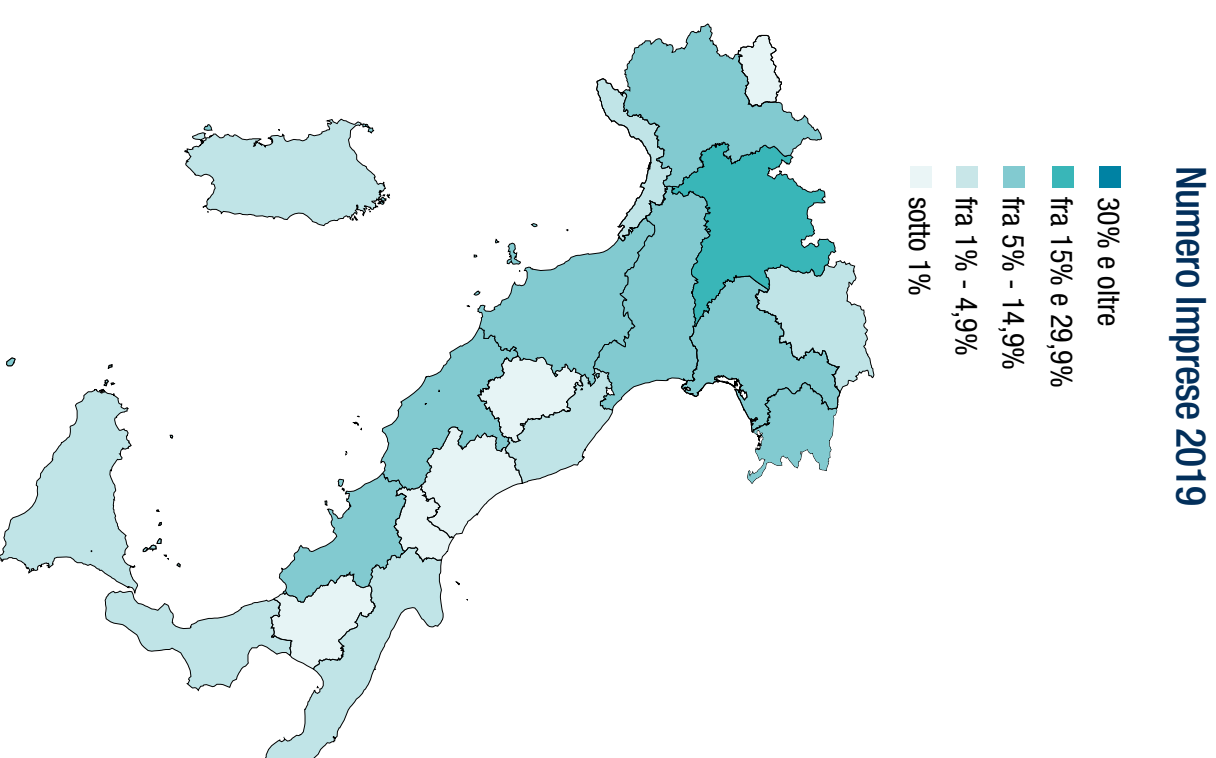 Numero Imprese 2019
30% e oltre
fra 15% e 29,9%
fra 5% - 14,9%
fra 1% - 4,9%
sotto 1%